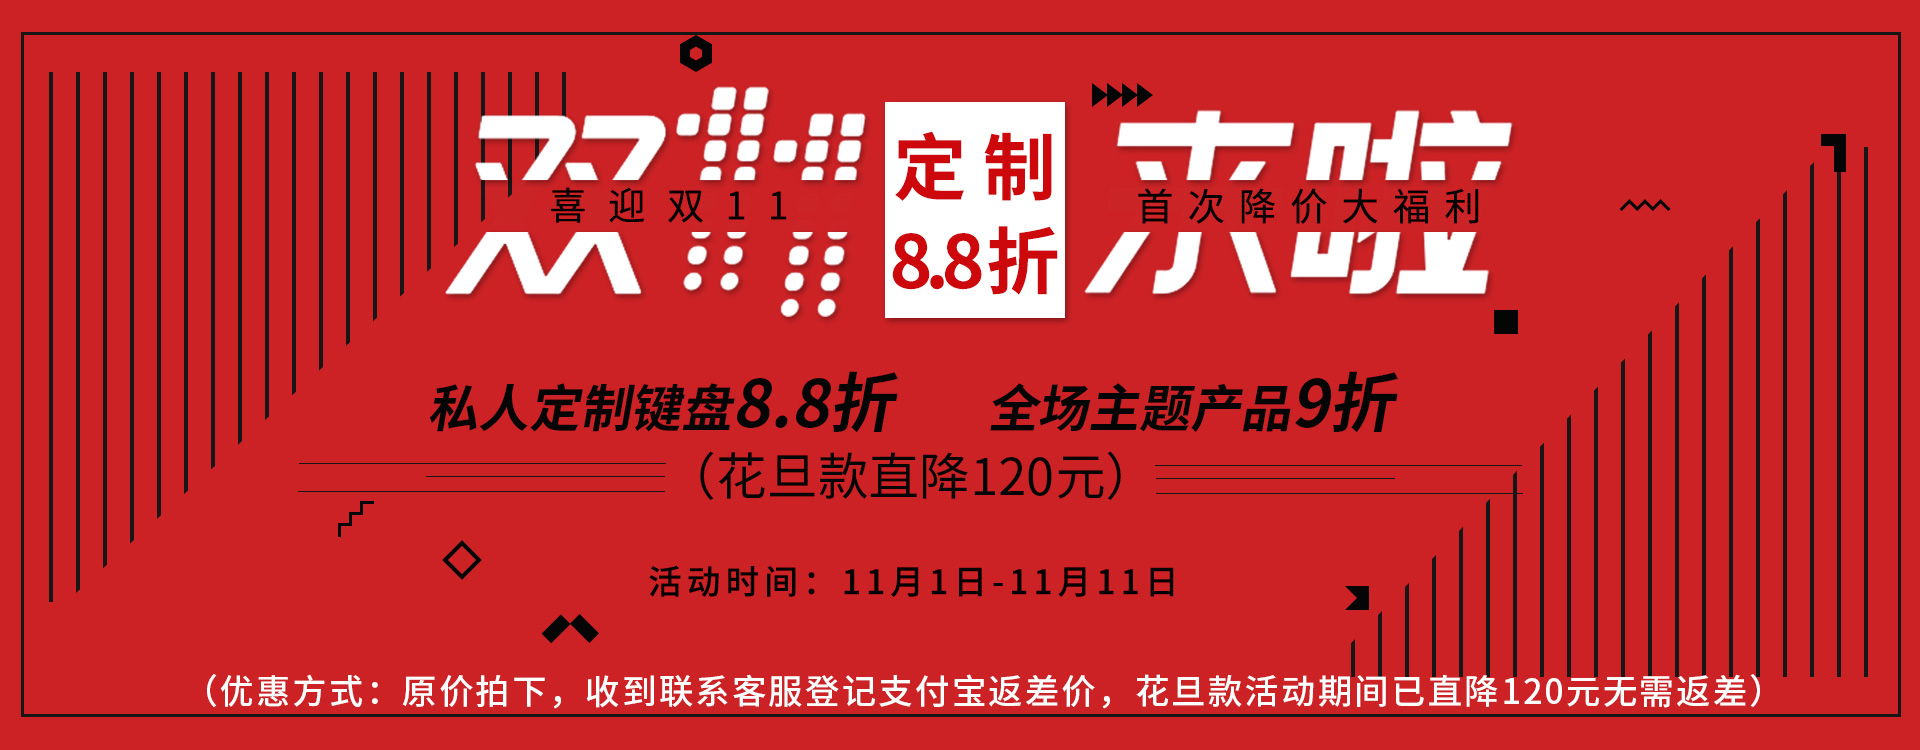 双11 定制 来啦
8.8折
喜迎双11 首次降价大福利
私人定制键盘8.8折 全场主题产品9折
（花旦款直降120元）
活动时间：11月1日-11月11日
（优惠方式：原价拍下，收到联系客服登记支付宝返差价，花旦款活动期间已直降120元无需返差）